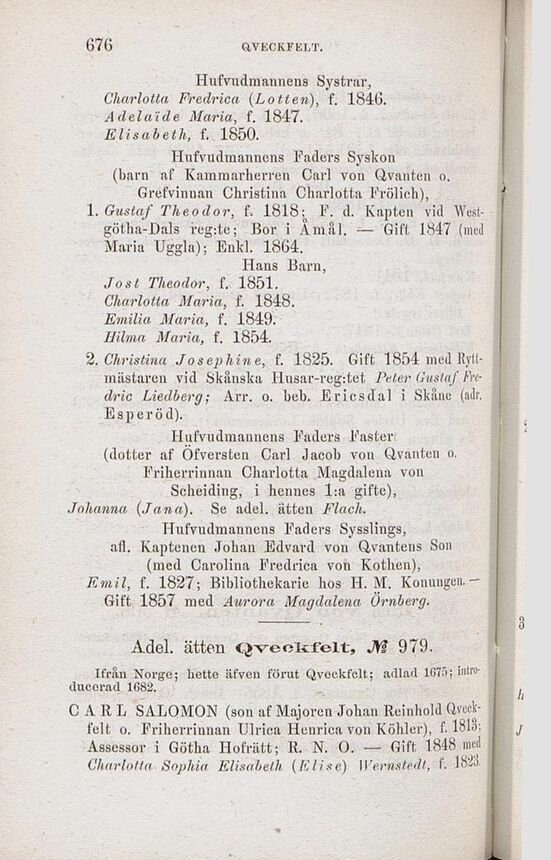 676
QVECKFELT.
Hufvudmannens Systrar,
Charlotta Fredrica (Lotten), f. 1846.
Adelaïde Maria, f. 1847.
Elisabeth, f. 1850.
Hufvudmannens Faders Syskon
(barn af Kammarherren Carl von Qvanten o.
Grefvinnan Christina Charlotta Frölich),
1. Gustaf Theodor, f. 1818; F. d. Kapten vid West-
götha-Dals reg:te; Bor i Åmål. — Gift 1847 (med
Maria Uggla); Enkl. 1864.
Hans Barn,
Jost Theodor, f. 1851.
Charlotta Maria, f. 1848.
Emilia Maria, f. 1849.
Hilma Maria, f. 1854.
2. Christina Josephine, f. 1825. Gift 1854 med Rytt-
mästaren vid Skånska Husar-reg:tet Peter Gustaf Fre-
dric Liedberg; Arr. o. beb. Ericsdal i Skåne (adr.
Esperöd).
Hufvudmannens Faders Faster
(dotter af Öfversten Carl Jacob von Qvanten o.
Friherrinnan Charlotta Magdalena von
Scheiding, i hennes 1:a gifte),
Johanna (Jana). Se adel. ätten Flach.
Hufvudmannens Faders Sysslings,
afl. Kaptenen Johan Edvard von Qvantens Son
(med Carolina Fredrica von Kothen),
Emil, f. 1827; Bibliothekarie hos H. M. Konungen. —
Gift 1857 med Aurora Magdalena Örnberg.
Adel. ätten Qveckfelt, № 979.
Ifrån Norge; hette äfven förut Qveckfelt; adlad 1675; intro-
ducerad 1682.
CARL SALOMON (son af Majoren Johan Reinhold Qveck-
felt o. Friherrinnan Ulrica Henrica von Köhler), f. 1813;
Assessor i Götha Hofrätt; R. N. O. — Gift 1848 med
Charlotta Sophia Elisabeth (Elise) Wernstedt, f. 1823.